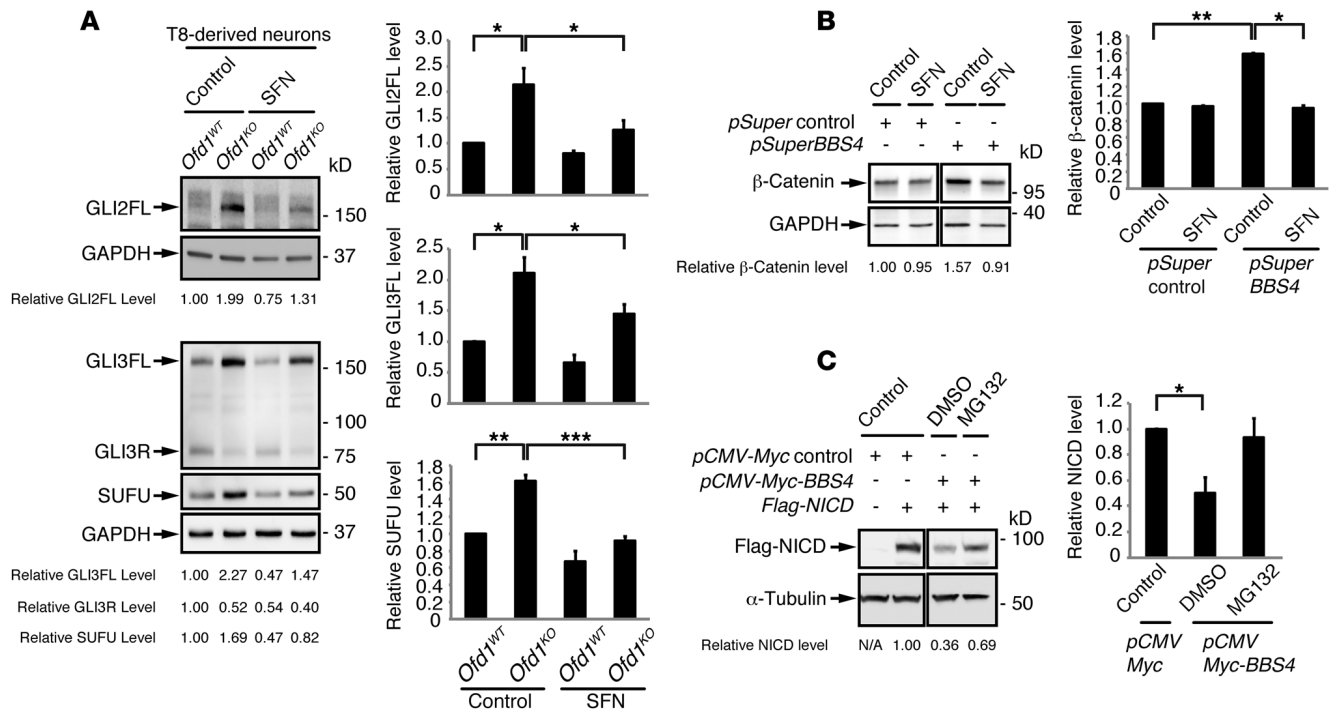 A
T8-derived neurons
Control SFN
Ofd1WT Ofd1KO Ofd1WT Ofd1KO kD
GLI2FL - 150
GAPDH - 37
Relative GLI2FL Level 1.00 1.99 0.75 1.31
GLI3FL - 150
- 100
GLI3R - 75
SUFU - 50
GAPDH - 37
Relative GLI3FL Level 1.00 2.27 0.47 1.47
Relative GLI3R Level 1.00 0.52 0.54 0.40
Relative SUFU Level 1.00 1.69 0.47 0.82
Relative GLI2FL level
3.0
2.5
2.0
1.5
1.0
0.5
0
* *
Relative GLI3FL level
2.5
2.0
1.5
1.0
0.5
0
* *
Relative SUFU level
1.8
1.6
1.4
1.2
1.0
0.8
0.6
0.4
0.2
0
** ***
Ofd1WT Ofd1KO Ofd1WT Ofd1KO
Control SFN
B
Control SFN Control SFN
pSuper control + + - -
pSuperBBS4 - - + + kD
β-Catenin - 95
- 40
GAPDH
Relative β-Catenin level 1.00 0.95 1.57 0.91
Relative β-catenin level
1.8
1.6
1.4
1.2
1.0
0.8
0.6
0.4
0.2
0
** *
Control SFN Control SFN
pSuper pSuper
control BBS4
C
Control DMSO MG132
pCMV-Myc control + + - -
pCMV-Myc-BBS4 - - + +
Flag-NICD - + + +
kD
Flag-NICD - 100
α-Tubulin - 50
Relative NICD level N/A 1.00 0.36 0.69
Relative NICD level
1.2
1.0
0.8
0.6
0.4
0.2
0
*
Control DMSO MG132
pCMV pCMV
Myc Myc-BBS4